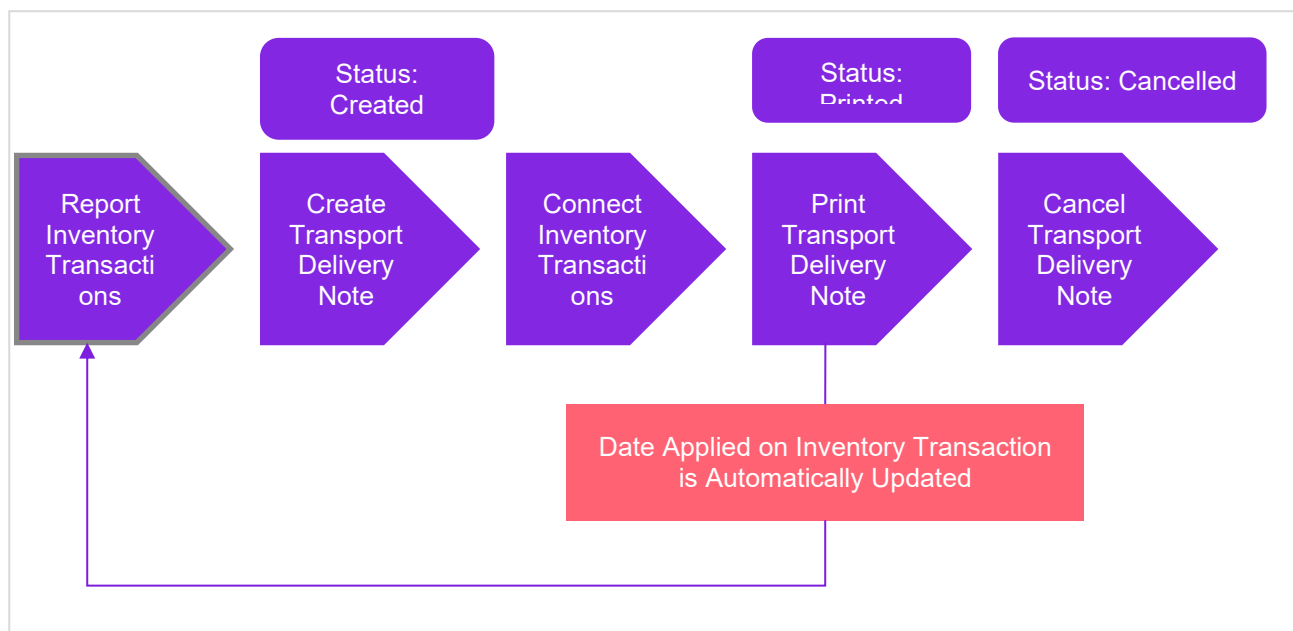 Status:
Created
Status:
Printed
Status: Cancelled
Report
Inventory
Transacti
ons
Create
Transport
Delivery
Note
Connect
Inventory
Transacti
ons
Print
Transport
Delivery
Note
Cancel
Transport
Delivery
Note
Date Applied on Inventory Transaction
is Automatically Updated